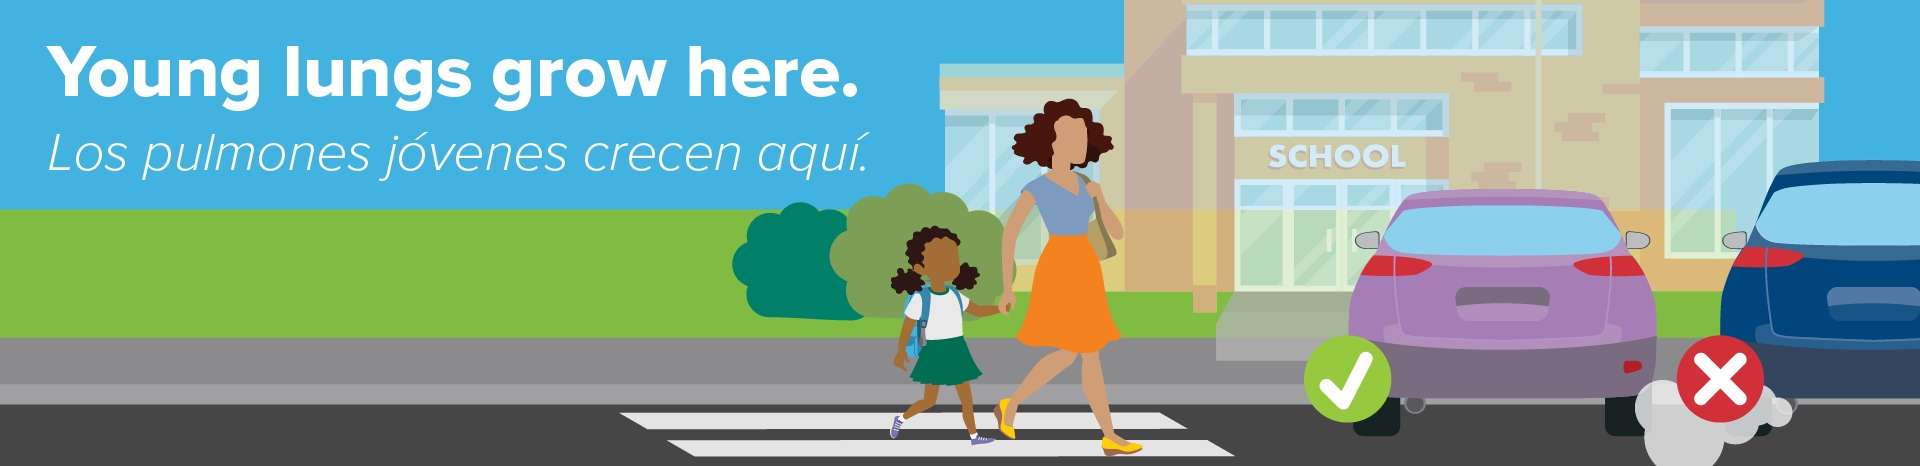 Young lungs grow here.
Los pulmones jóvenes crecen aquí.
SCHOOL